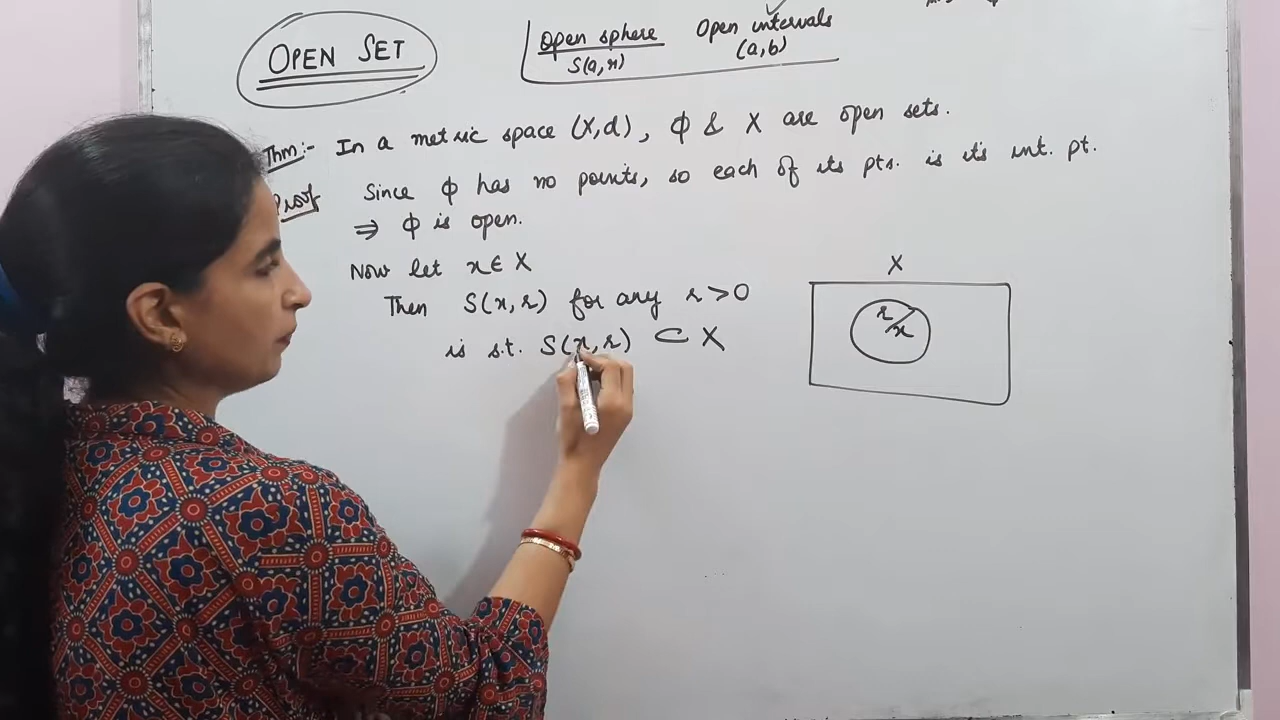 OPEN SET
Open sphere
S(a,r)
Open intervals
(a,b)
Thm:- In a metric space (X,d), ϕ & X are open sets.
Proof Since ϕ has no points, so each of its pts. is it's int. pt.
⇒ ϕ is open.
Now let x∈ X
Then S(x,r) for any r>0
is s.t. S(x,r) ⊂ X
X
r
x